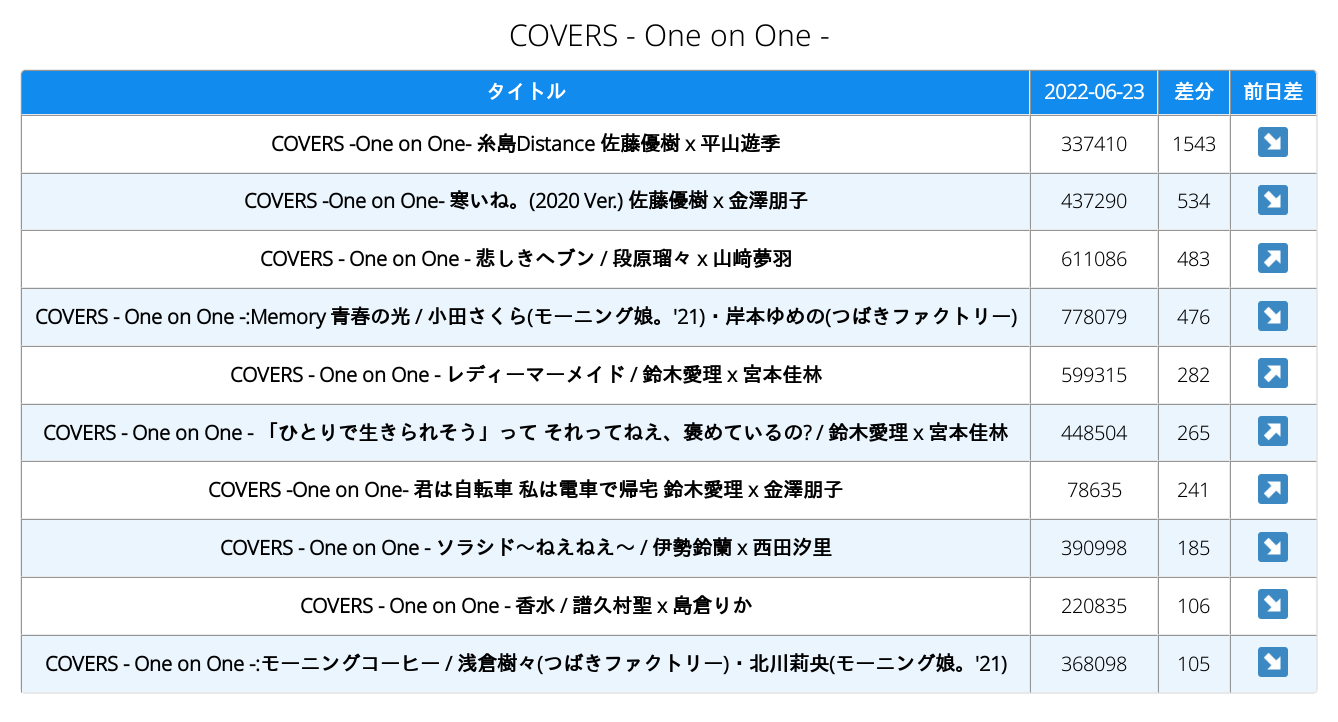 COVERS - One on One -
タイトル 2022-06-23 差分 前日差
COVERS -One on One- 糸島Distance 佐藤優樹 x 平山遊季 337410 1543 ↘
COVERS -One on One- 寒いね。(2020 Ver.) 佐藤優樹 x 金澤朋子 437290 534 ↘
COVERS - One on One - 悲しきヘブン / 段原瑠々 x 山﨑夢羽 611086 483 ↗
COVERS - One on One -:Memory 青春の光 / 小田さくら(モーニング娘。'21)・岸本ゆめの(つばきファクトリー) 778079 476 ↘
COVERS - One on One - レディーマーメイド / 鈴木愛理 x 宮本佳林 599315 282 ↗
COVERS - One on One - 「ひとりで生きられそう」って それってねえ、褒めているの? / 鈴木愛理 x 宮本佳林 448504 265 ↗
COVERS -One on One- 君は自転車 私は電車で帰宅 鈴木愛理 x 金澤朋子 78635 241 ↗
COVERS - One on One - ソラシド〜ねえねえ〜 / 伊勢鈴蘭 x 西田汐里 390998 185 ↘
COVERS - One on One - 香水 / 譜久村聖 x 島倉りか 220835 106 ↘
COVERS - One on One -:モーニングコーヒー / 浅倉樹々(つばきファクトリー)・北川莉央(モーニング娘。'21) 368098 105 ↘